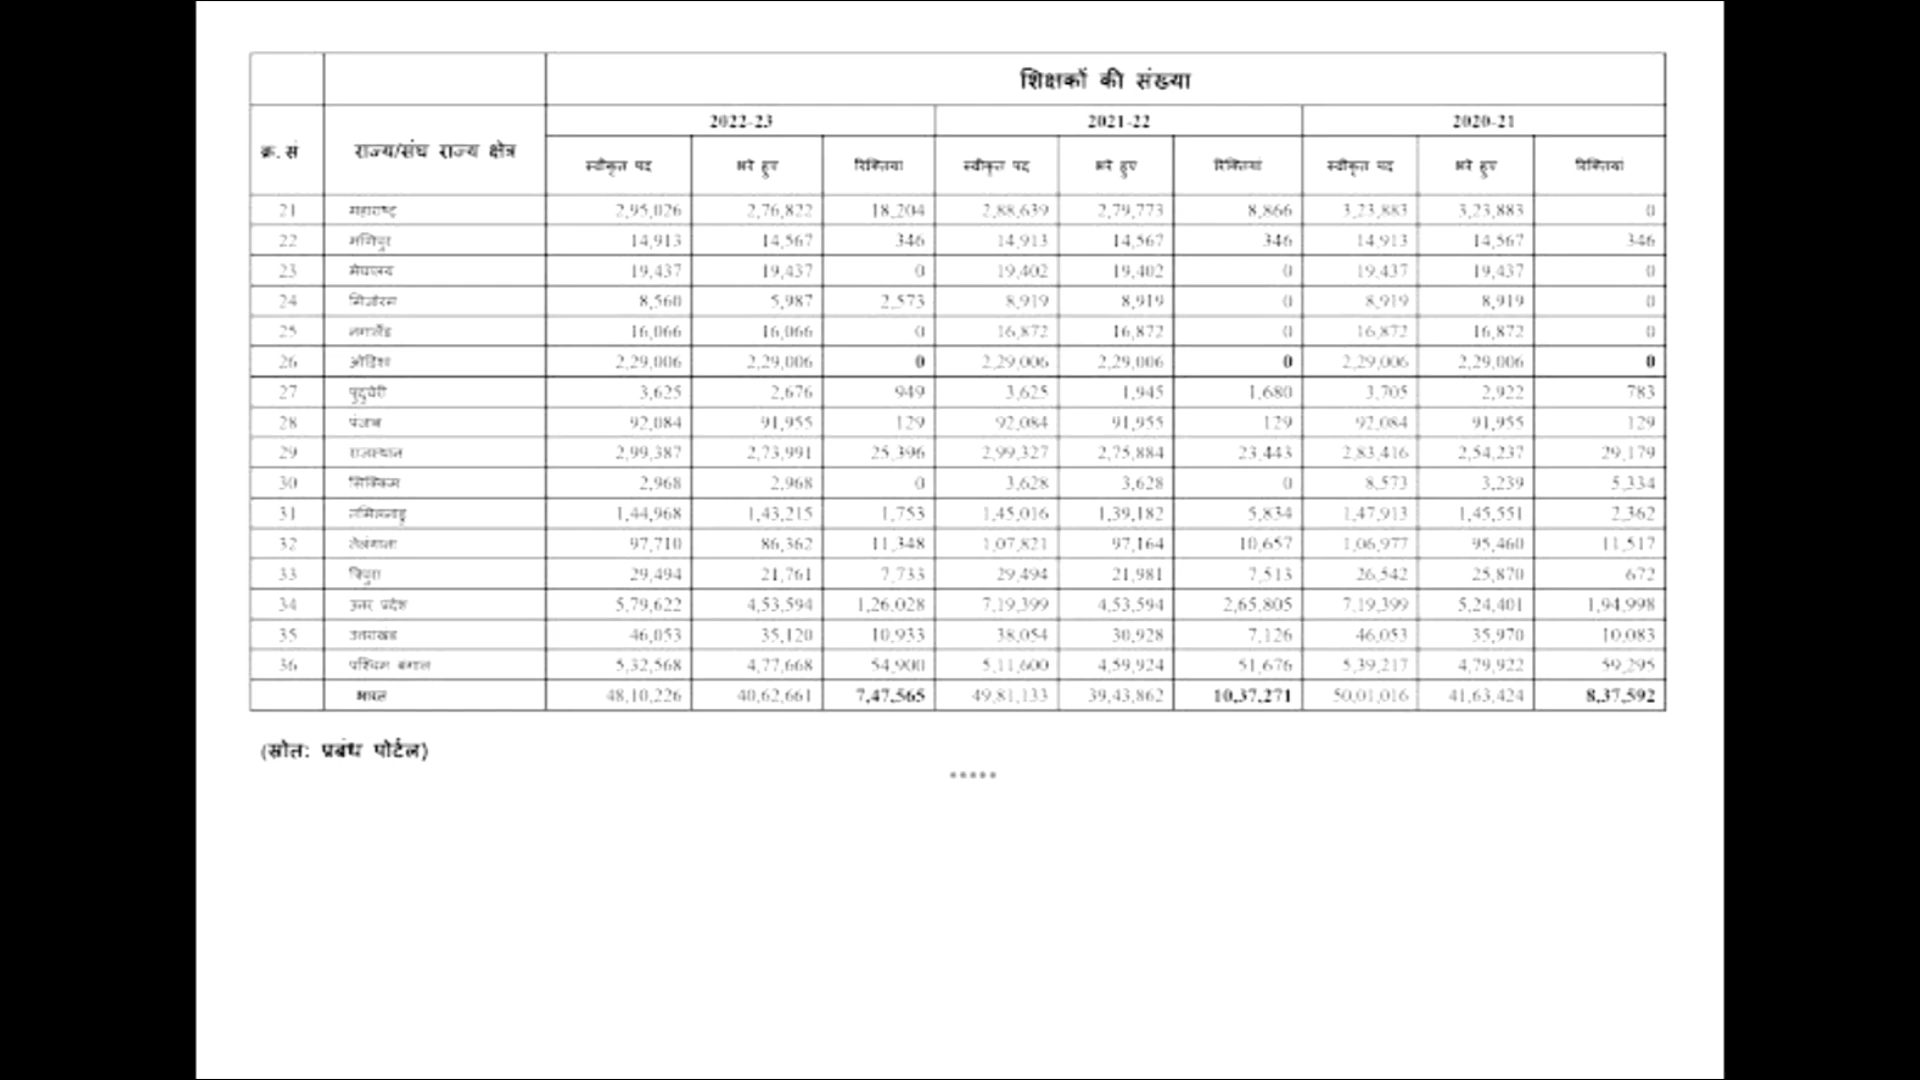 शिक्षकों की संख्या
2022-23 2021-22 2020-21
क्र.सं राज्य/संघ राज्य क्षेत्र
स्वीकृत पद भरे हुए रिक्तियां स्वीकृत पद भरे हुए रिक्तियां स्वीकृत पद भरे हुए रिक्तियां
21 महाराष्ट्र 2,95,026 2,76,822 18,204 2,88,639 2,79,773 8,866 3,23,883 3,23,883 0
22 मणिपुर 14,913 14,567 346 14,913 14,567 346 14,913 14,567 346
23 मेघालय 19,437 19,437 0 19,402 19,402 0 19,437 19,437 0
24 मिजोरम 8,560 5,987 2,573 8,919 8,919 0 8,919 8,919 0
25 नगालैंड 16,066 16,066 0 16,872 16,872 0 16,872 16,872 0
26 ओडिशा 2,29,006 2,29,006 0 2,29,006 2,29,006 0 2,29,006 2,29,006 0
27 पुदुचेरी 3,625 2,676 949 3,625 1,945 1,680 3,705 2,922 783
28 पंजाब 92,084 91,955 129 92,084 91,955 129 92,084 91,955 129
29 राजस्थान 2,99,387 2,73,991 25,396 2,99,327 2,75,884 23,443 2,83,416 2,54,237 29,179
30 सिक्किम 2,968 2,968 0 3,628 3,628 0 8,573 3,239 5,334
31 तमिलनाडु 1,44,968 1,43,215 1,753 1,45,016 1,39,182 5,834 1,47,913 1,45,551 2,362
32 तेलंगाना 97,710 86,362 11,348 1,07,821 97,164 10,657 1,06,977 95,460 11,517
33 त्रिपुरा 29,494 21,761 7,733 29,494 21,981 7,513 26,542 25,870 672
34 उत्तर प्रदेश 5,79,622 4,53,594 1,26,028 7,19,399 4,53,594 2,65,805 7,19,399 5,24,401 1,94,998
35 उत्तराखंड 46,053 35,120 10,933 38,054 30,928 7,126 46,053 35,970 10,083
36 पश्चिम बंगाल 5,32,568 4,77,668 54,900 5,11,600 4,59,924 51,676 5,39,217 4,79,922 59,295
भारत 48,10,226 40,62,661 7,47,565 49,81,133 39,43,862 10,37,271 50,01,016 41,63,424 8,37,592
(स्रोत: प्रबंध पोर्टल)
*****